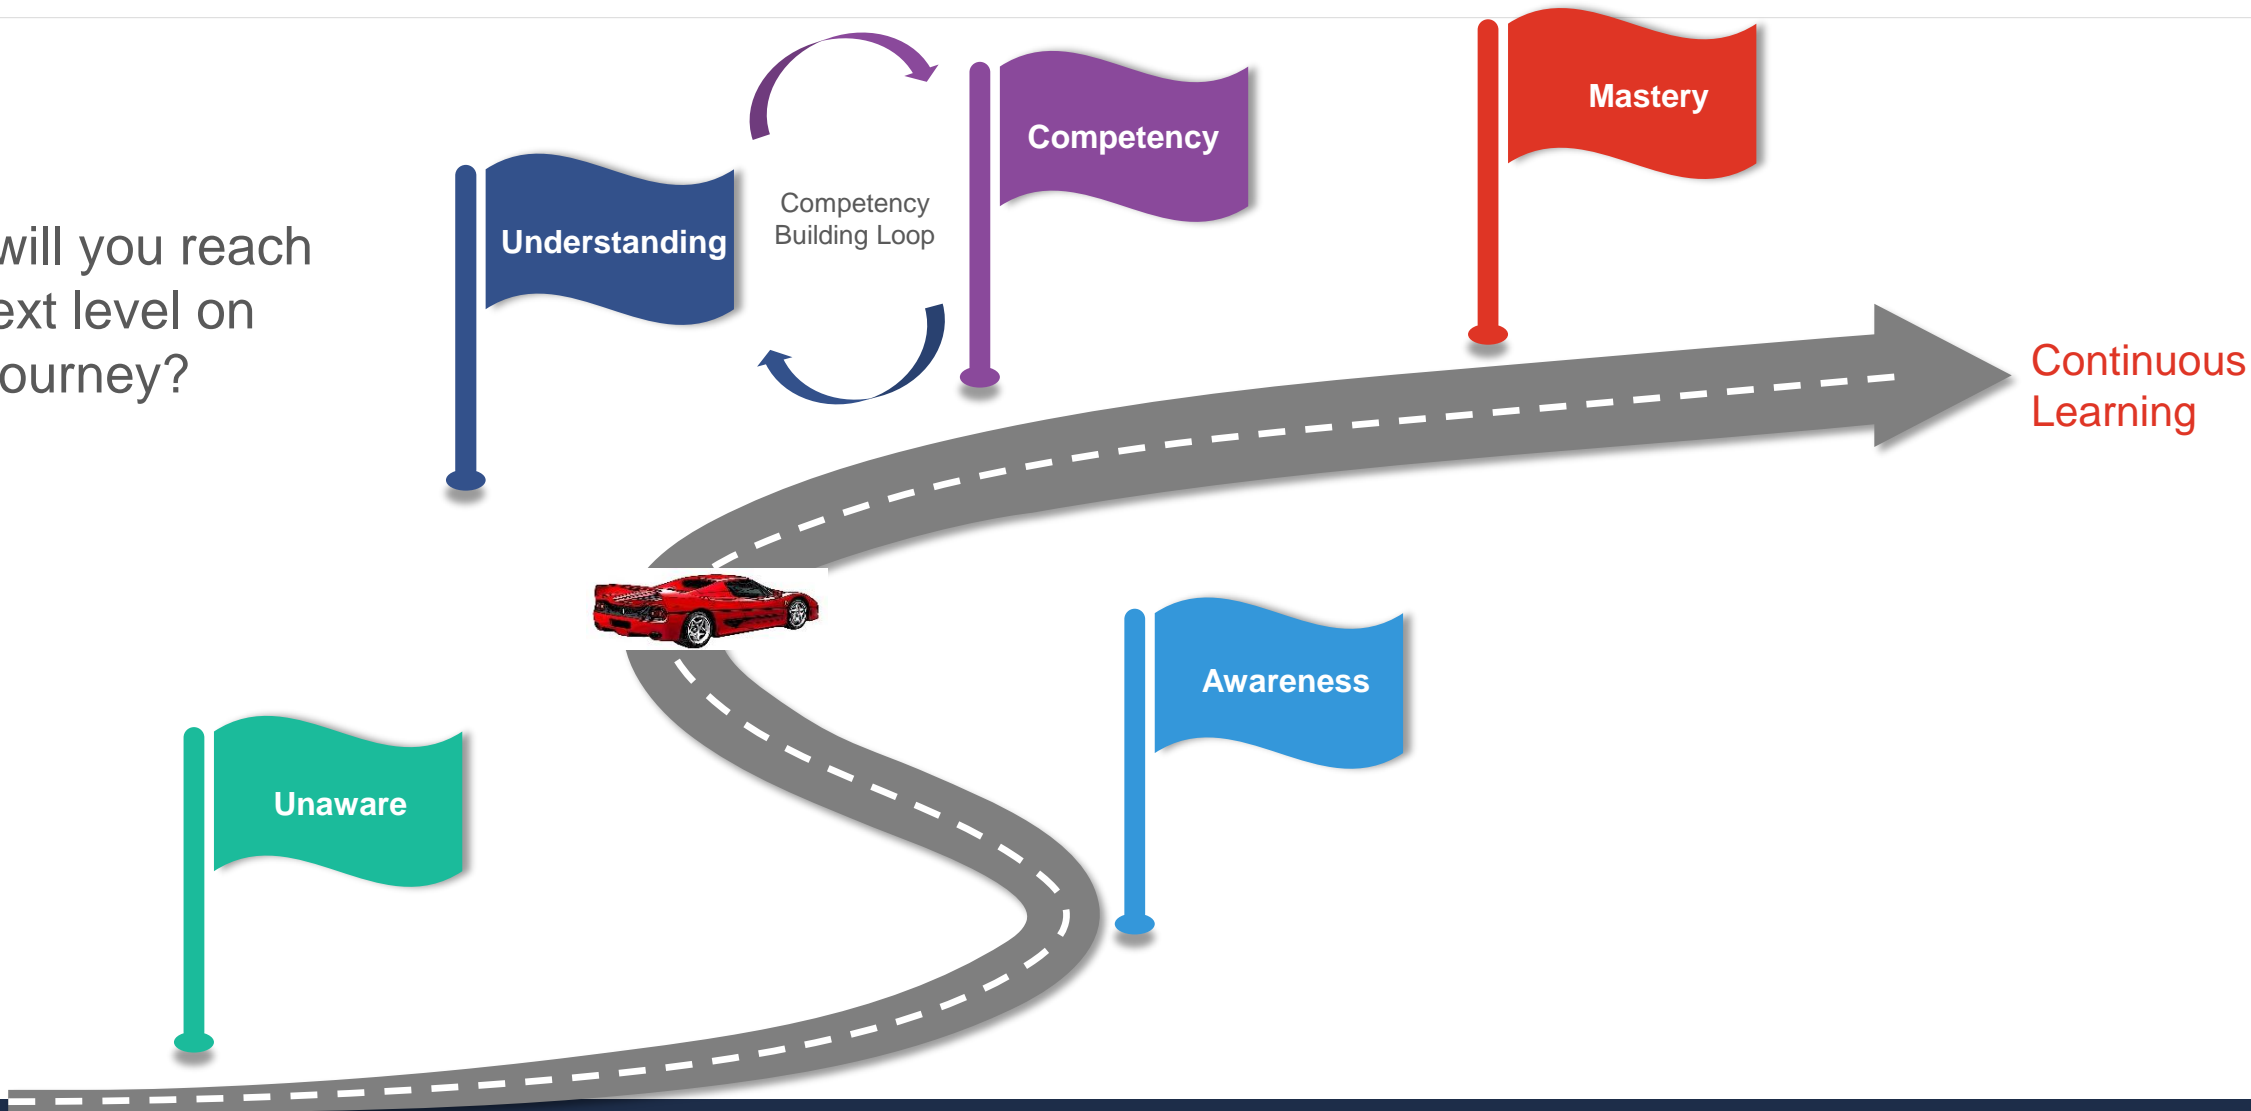 will you reach
ext level on
ourney?
Understanding
Competency
Building Loop
Competency
Mastery
Continuous
Learning
Awareness
Unaware